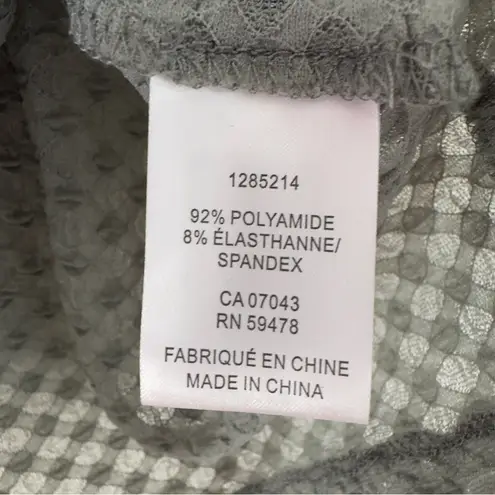 1285214
92% POLYAMIDE
8% ÉLASTHANNE/
SPANDEX
CA 07043
RN 59478
FABRIQUÉ EN CHINE
MADE IN CHINA